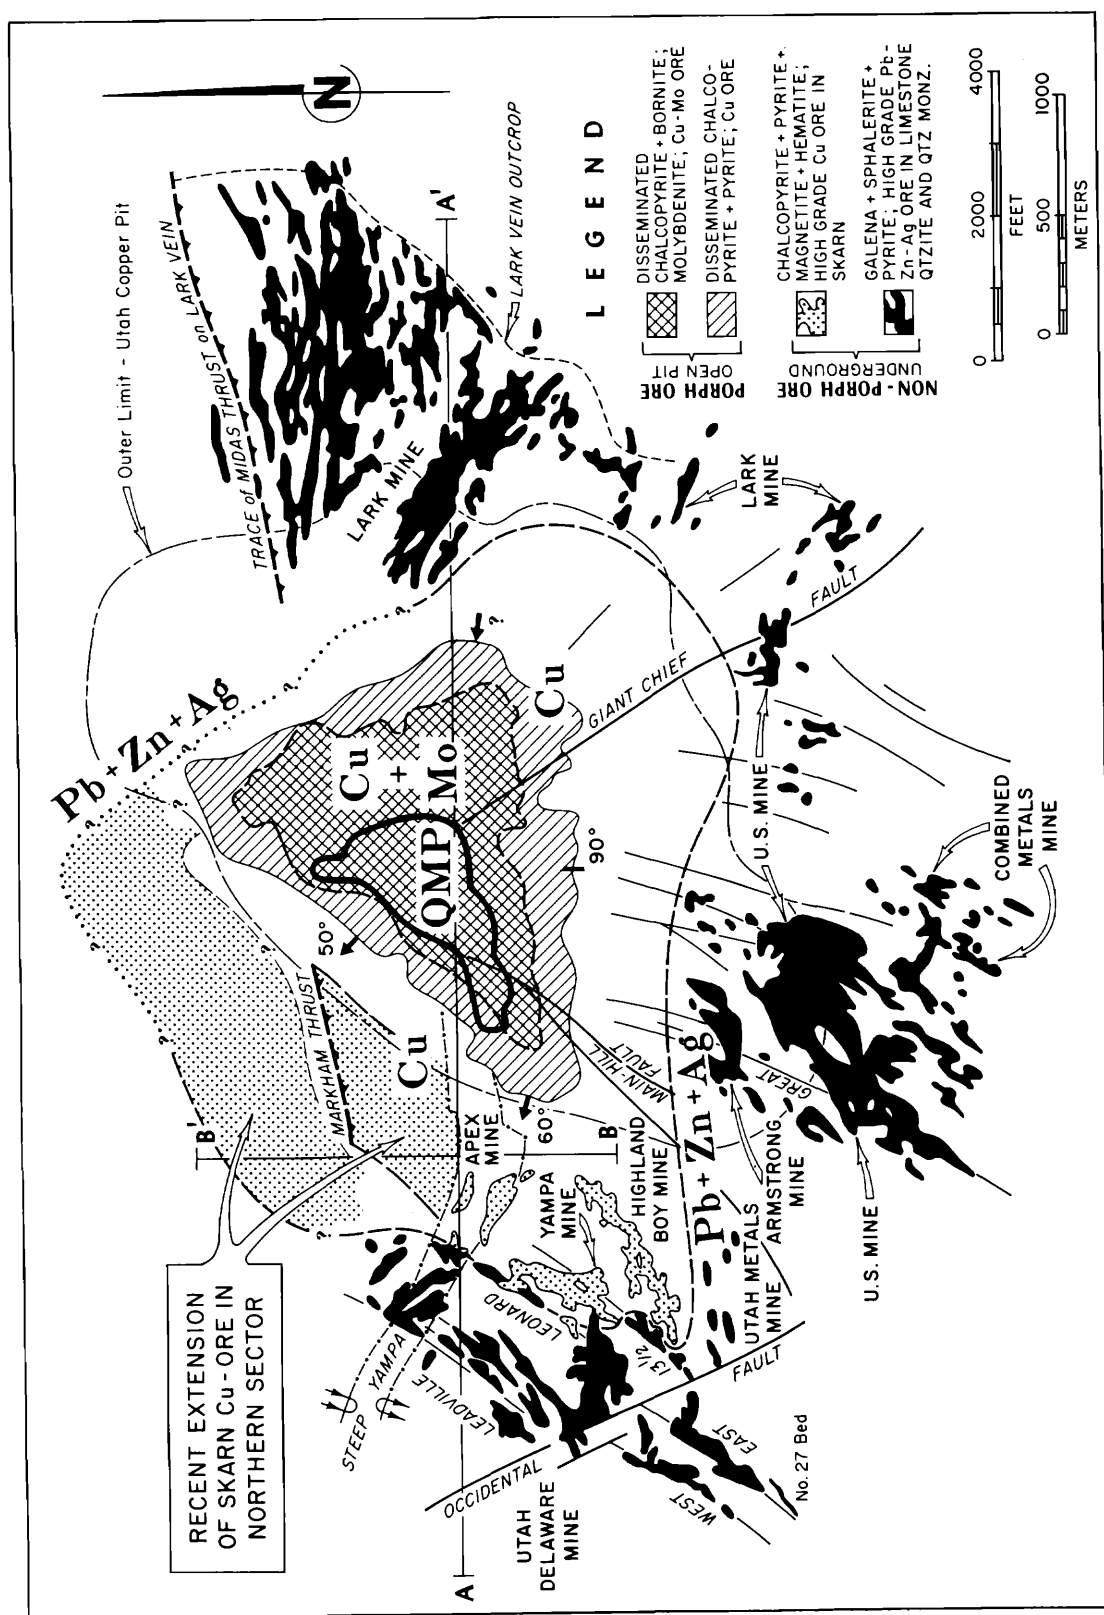 RECENT EXTENSION
OF SKARN Cu-ORE IN
NORTHERN SECTOR
Outer Limit - Utah Copper Pit
TRACE of MIDAS THRUST on LARK VEIN
N
LARK VEIN OUTCROP
Pb + Zn + Ag
?
?
?
?
?
?
?
?
B'
MARKHAM THRUST
50°
Cu
Cu
+
Mo
QMP
Cu
?
LARK MINE
A
A'
STEEP
YAMPA
LEADVILLE
LEONARD
APEX
MINE
60°
B
YAMPA
MINE
HIGHLAND
BOY MINE
MAIN HILL
FAULT
90°
GIANT CHIEF
FAULT
OCCIDENTAL
FAULT
13 1/2
UTAH
DELAWARE
MINE
WEST
EAST
No. 27 Bed
Pb + Zn + Ag
UTAH METALS
MINE
ARMSTRONG
MINE
GREAT
U.S. MINE
U.S. MINE
COMBINED
METALS
MINE
LARK
MINE
LEGEND
PORPH ORE
OPEN PIT
DISSEMINATED
CHALCOPYRITE + BORNITE;
MOLYBDENITE; Cu-Mo ORE
DISSEMINATED CHALCO-
PYRITE + PYRITE; Cu ORE
NON-PORPH ORE
UNDERGROUND
CHALCOPYRITE + PYRITE +
MAGNETITE + HEMATITE;
HIGH GRADE Cu ORE IN
SKARN
GALENA + SPHALERITE +
PYRITE; HIGH GRADE Pb-
Zn-Ag ORE IN LIMESTONE
QTZITE AND QTZ MONZ.
0 2000 4000
FEET
0 500 1000
METERS